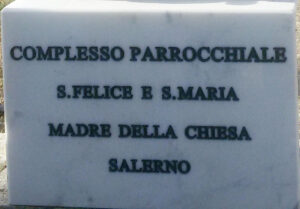 COMPLESSO PARROCCHIALE
S.FELICE E S.MARIA
MADRE DELLA CHIESA
SALERNO